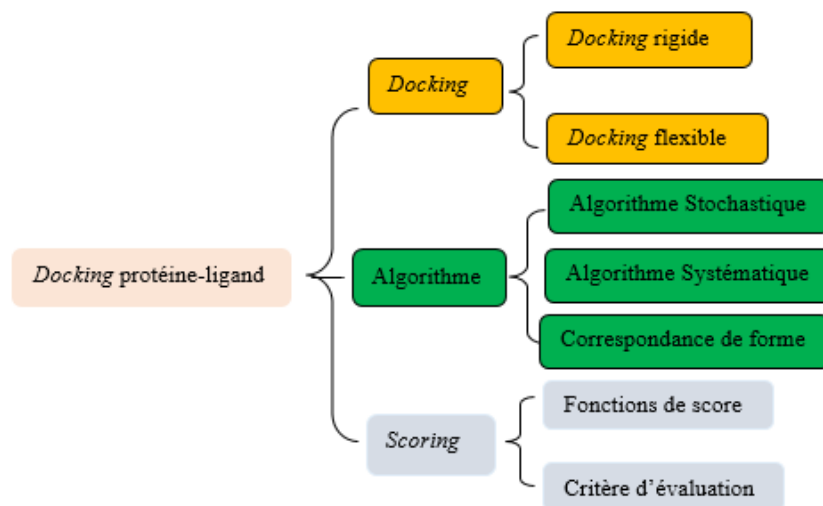 Docking protéine-ligand
Docking
Docking rigide
Docking flexible
Algorithme
Algorithme Stochastique
Algorithme Systématique
Correspondance de forme
Scoring
Fonctions de score
Critère d’évaluation